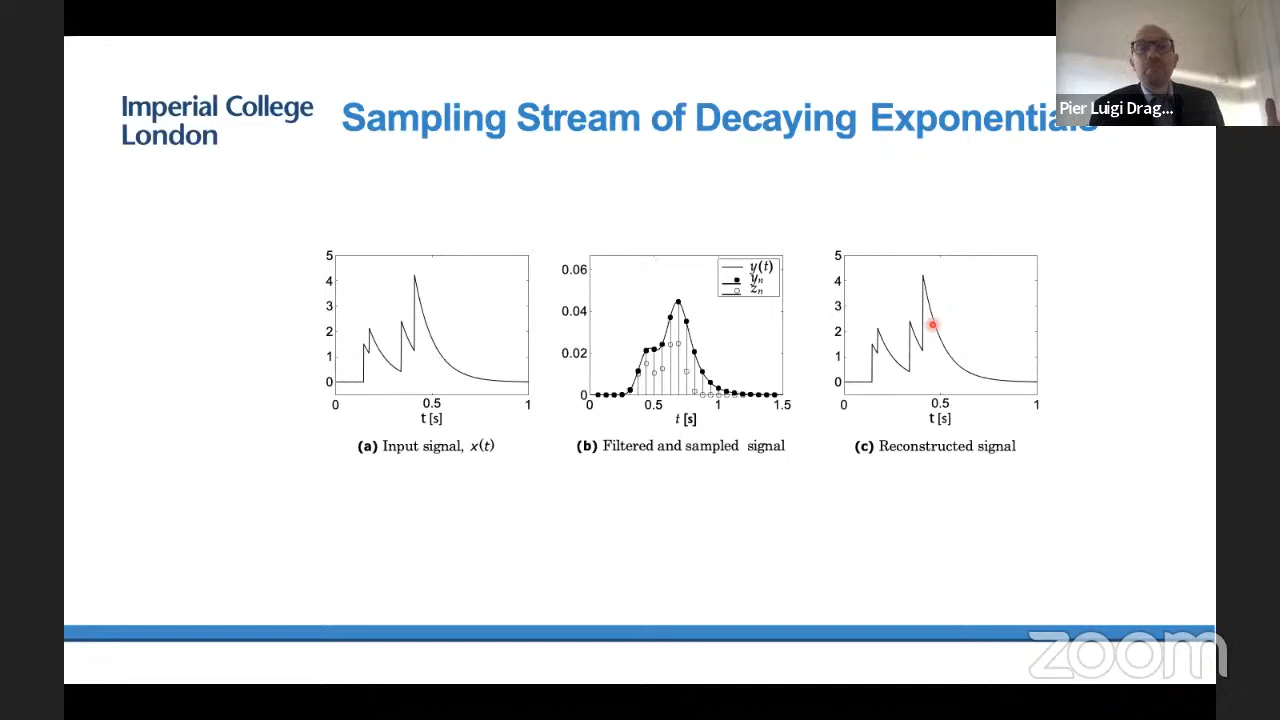 Imperial College
London
Sampling Stream of Decaying Exponentials
Pier Luigi Drag...
5
4
3
2
1
0
0
0.5
1
t [s]
(a) Input signal, x(t)
0.06
0.04
0.02
0
0
0.5
1
1.5
t [s]
y(t)
yn
zn
(b) Filtered and sampled signal
5
4
3
2
1
0
0
0.5
1
t [s]
(c) Reconstructed signal
zoom